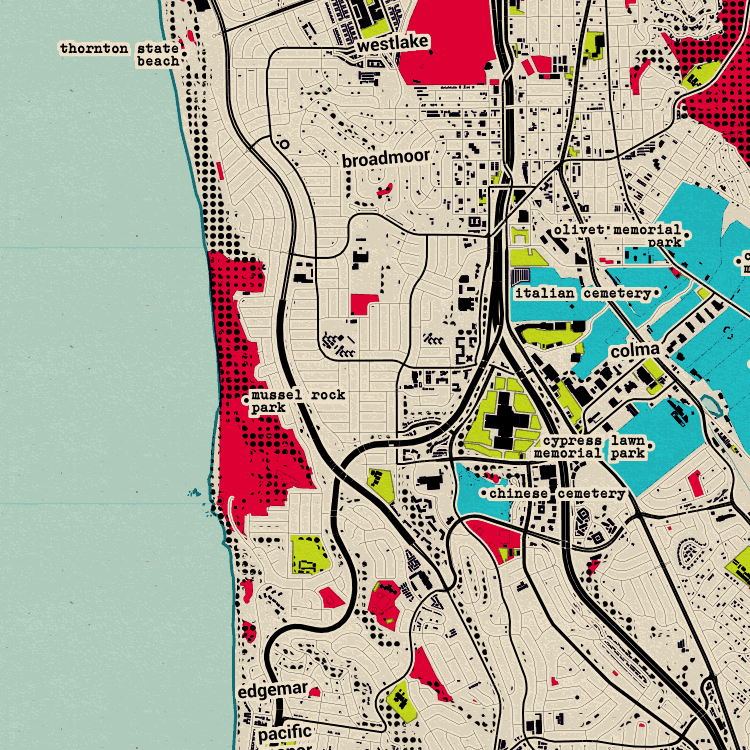 thornton state
beach
westlake
broadmoor
olivet memorial
park
italian cemetery
colma
mussel rock
park
cypress lawn
memorial park
chinese cemetery
edgemar
pacific